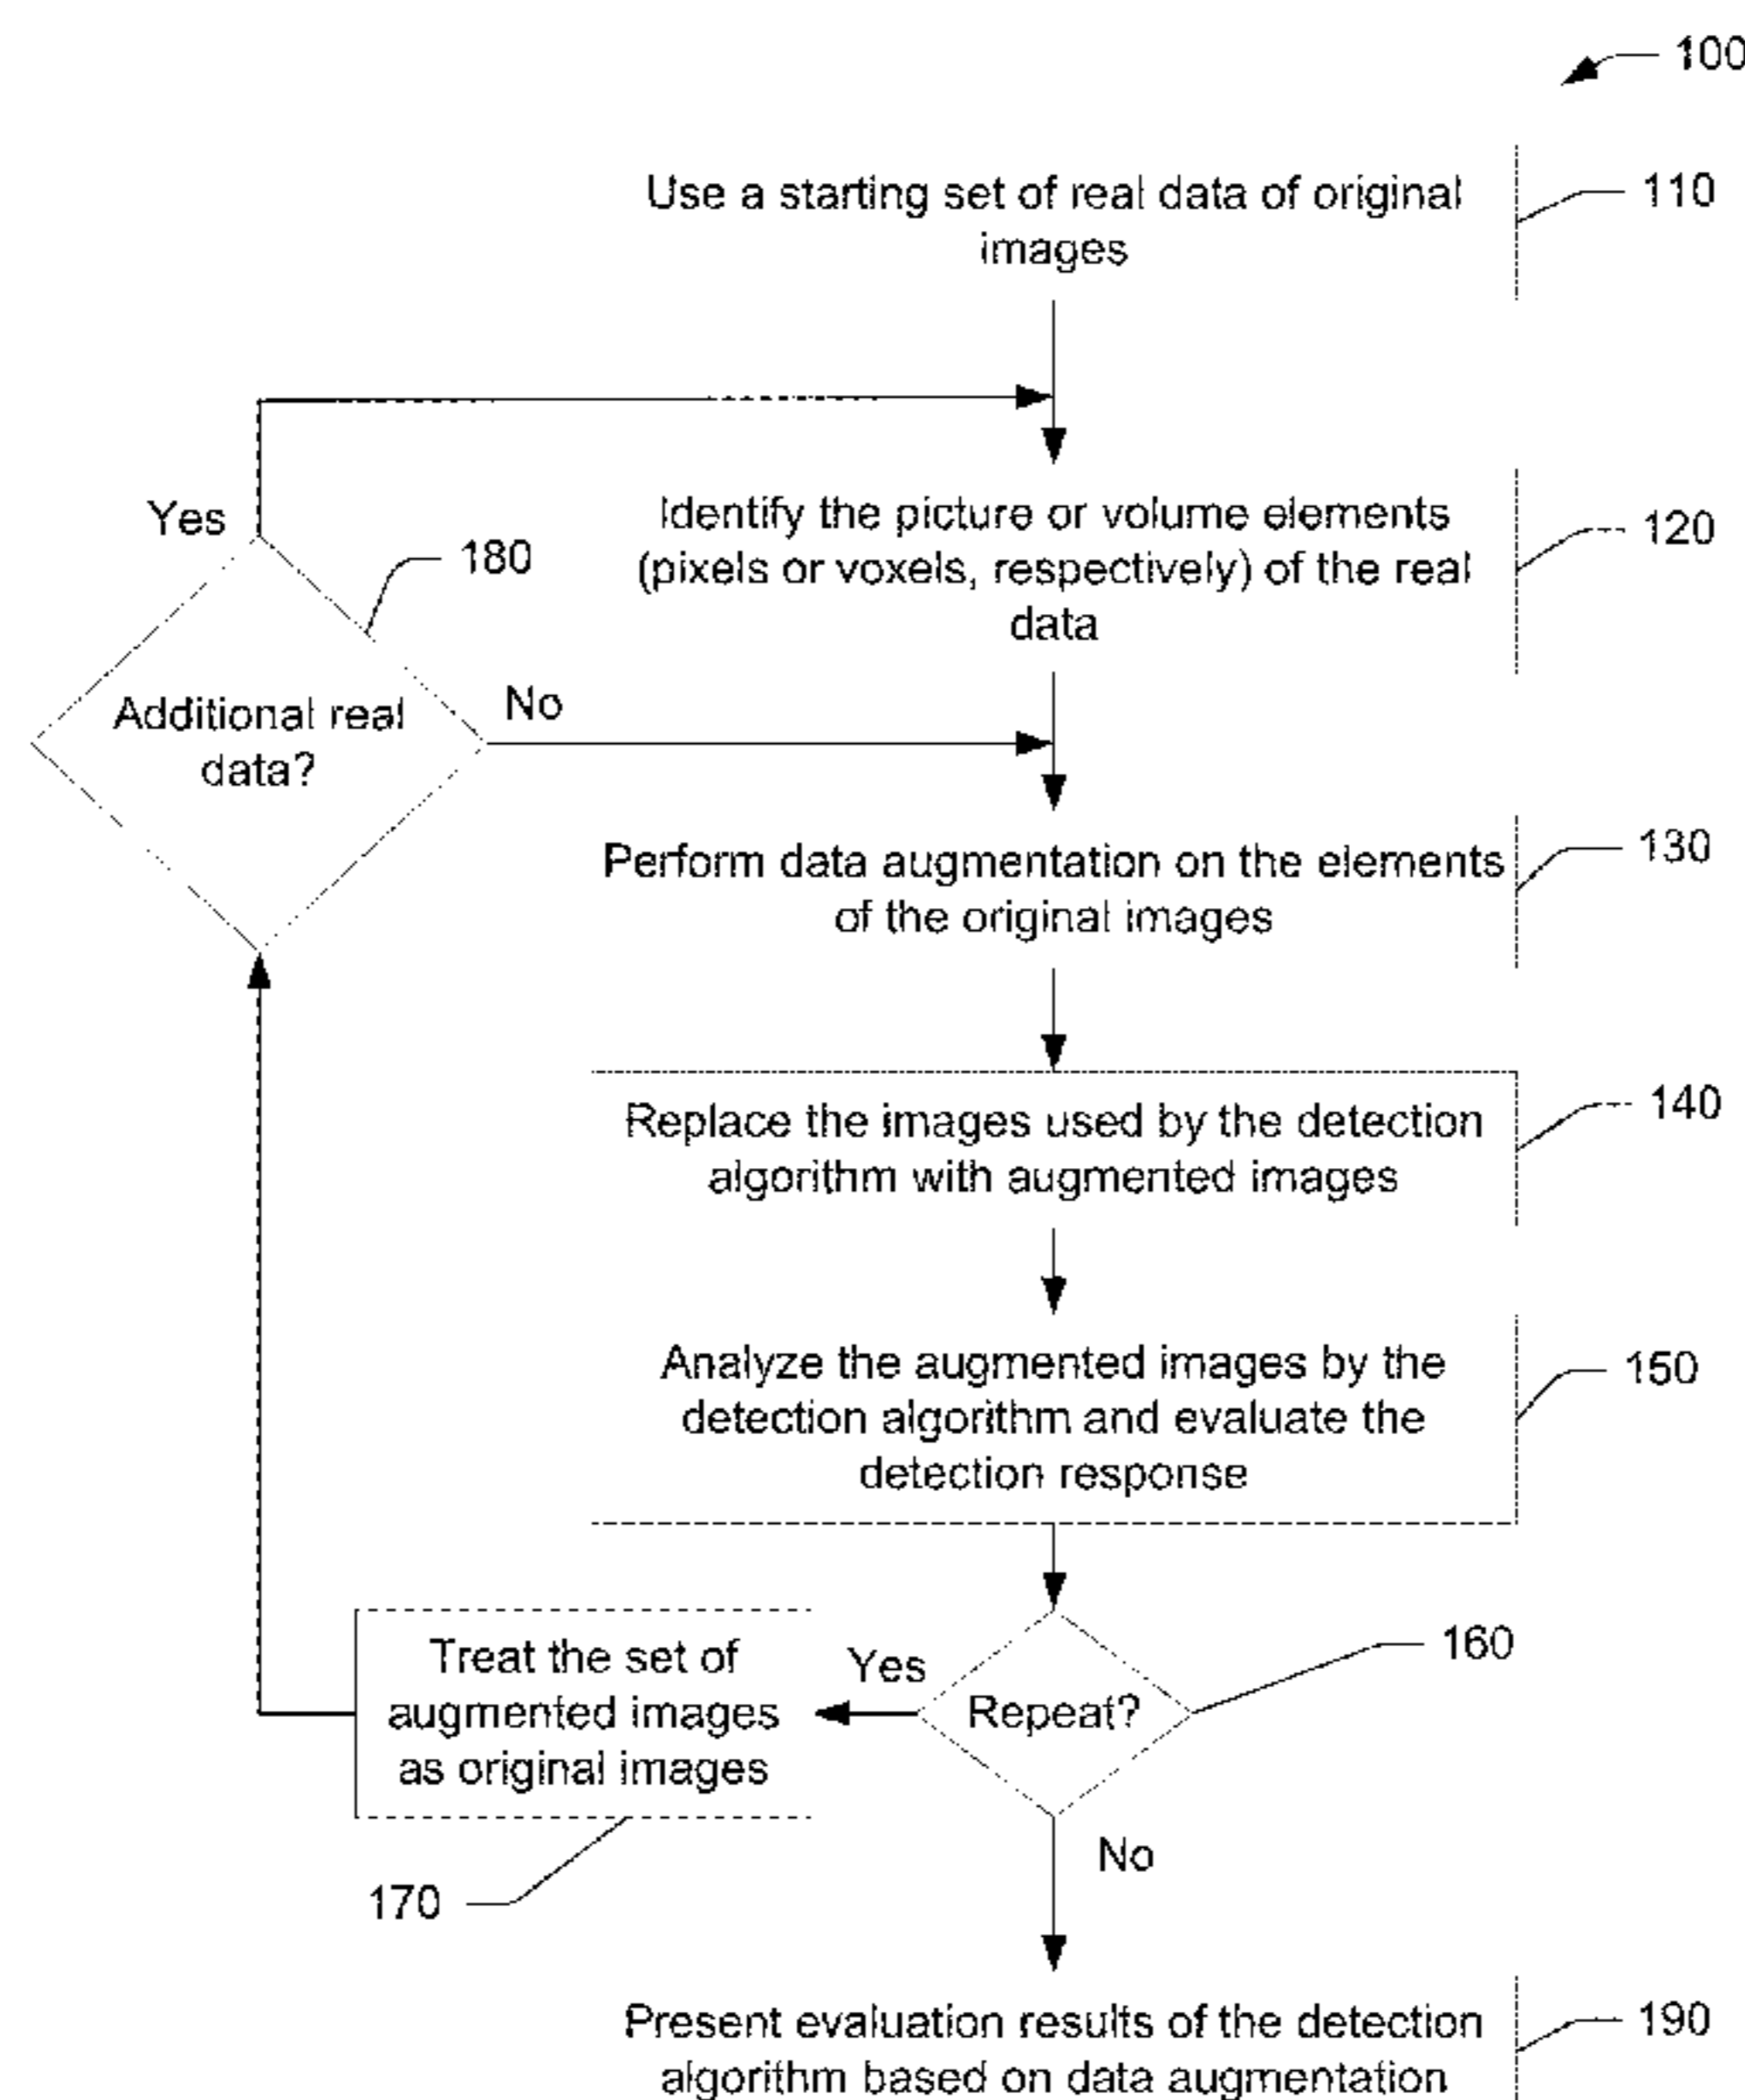 100
Use a starting set of real data of original
images
110
Identify the picture or volume elements
(pixels or voxels, respectively) of the real
data
120
Yes
180
Additional real
data?
No
Perform data augmentation on the elements
of the original images
130
Replace the images used by the detection
algorithm with augmented images
140
Analyze the augmented images by the
detection algorithm and evaluate the
detection response
150
Repeat?
160
Yes
Treat the set of
augmented images
as original images
170
No
Present evaluation results of the detection
algorithm based on data augmentation
190